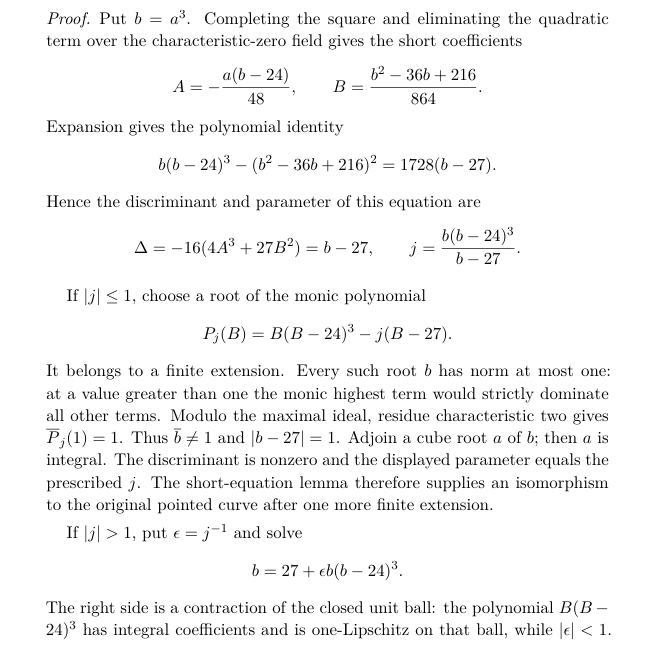 Proof. Put b = a³. Completing the square and eliminating the quadratic
term over the characteristic-zero field gives the short coefficients
A = −a(b − 24)/48, B = (b² − 36b + 216)/864.
Expansion gives the polynomial identity
b(b − 24)³ − (b² − 36b + 216)² = 1728(b − 27).
Hence the discriminant and parameter of this equation are
Δ = −16(4A³ + 27B²) = b − 27, j = b(b − 24)³/(b − 27).
If |j| ≤ 1, choose a root of the monic polynomial
P_j(B) = B(B − 24)³ − j(B − 27).
It belongs to a finite extension. Every such root b has norm at most one:
at a value greater than one the monic highest term would strictly dominate
all other terms. Modulo the maximal ideal, residue characteristic two gives
P̅_j(1) = 1. Thus b̄ ≠ 1 and |b − 27| = 1. Adjoin a cube root a of b; then a is
integral. The discriminant is nonzero and the displayed parameter equals the
prescribed j. The short-equation lemma therefore supplies an isomorphism
to the original pointed curve after one more finite extension.
If |j| > 1, put ϵ = j⁻¹ and solve
b = 27 + ϵb(b − 24)³.
The right side is a contraction of the closed unit ball: the polynomial B(B −
24)³ has integral coefficients and is one-Lipschitz on that ball, while |ϵ| < 1.